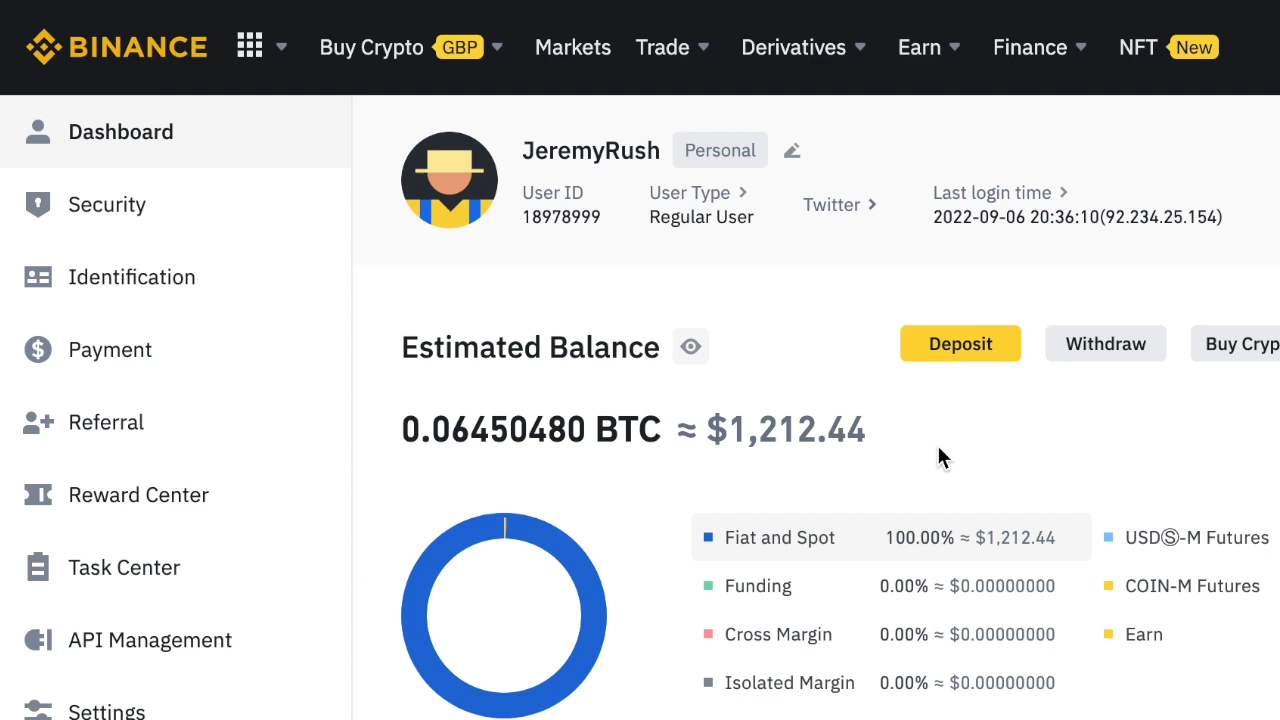 BINANCE
Buy Crypto GBP
Markets
Trade
Derivatives
Earn
Finance
NFT New
Dashboard
Security
Identification
Payment
Referral
Reward Center
Task Center
API Management
Settings
JeremyRush Personal
User ID
18978999
User Type
Regular User
Twitter
Last login time
2022-09-06 20:36:10(92.234.25.154)
Estimated Balance
Deposit
Withdraw
Buy Cryp
0.06450480 BTC ≈ $1,212.44
Fiat and Spot 100.00% ≈ $1,212.44
Funding 0.00% ≈ $0.00000000
Cross Margin 0.00% ≈ $0.00000000
Isolated Margin 0.00% ≈ $0.00000000
USDⓈ-M Futures
COIN-M Futures
Earn